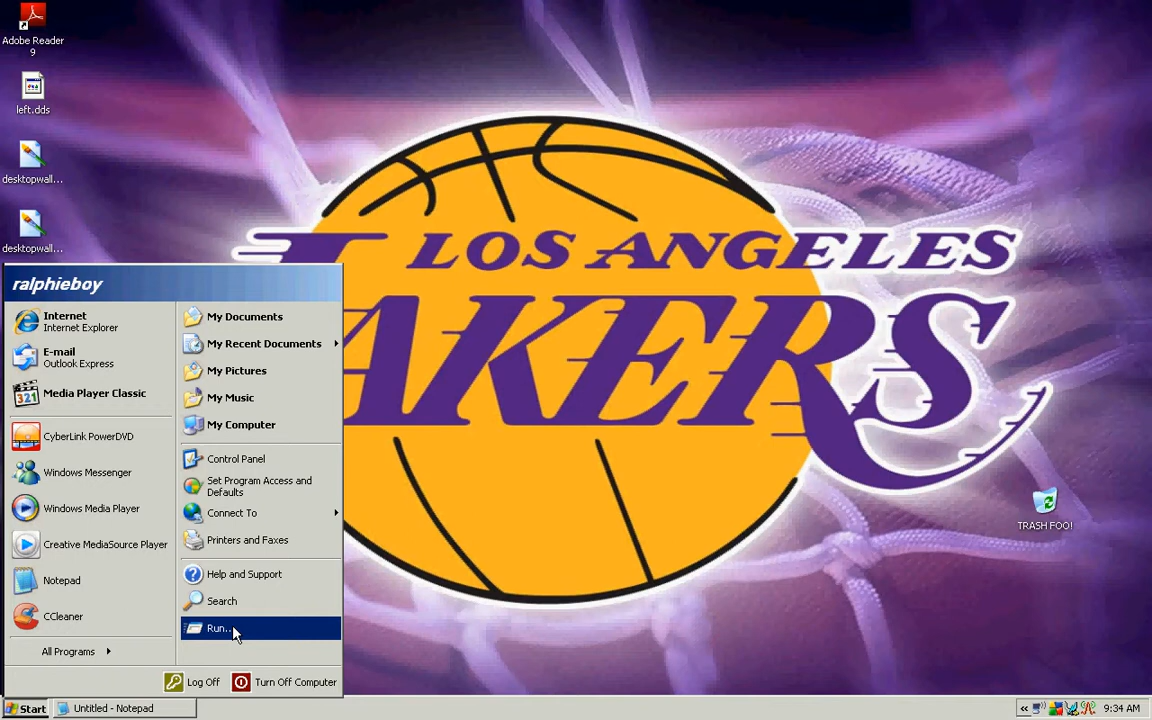 Adobe Reader
9
left.dds
desktopwall...
desktopwall...
LOS ANGELES
LAKERS
ralphieboy
Internet
Internet Explorer
E-mail
Outlook Express
Media Player Classic
CyberLink PowerDVD
Windows Messenger
Windows Media Player
Creative MediaSource Player
Notepad
CCleaner
All Programs
My Documents
My Recent Documents
My Pictures
My Music
My Computer
Control Panel
Set Program Access and
Defaults
Connect To
Printers and Faxes
Help and Support
Search
Run...
Log Off
Turn Off Computer
TRASH FOO!
Start
Untitled - Notepad
9:34 AM